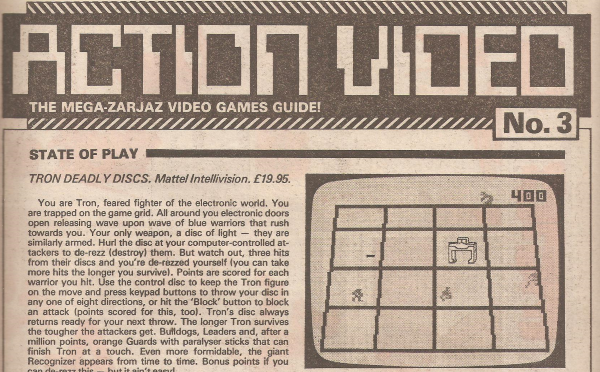 ACTION VIDEO
THE MEGA-ZARJAZ VIDEO GAMES GUIDE!
No. 3
STATE OF PLAY
TRON DEADLY DISCS. Mattel Intellivision. £19.95.
You are Tron, feared fighter of the electronic world. You
are trapped on the game grid. All around you electronic doors
open releasing wave upon wave of blue warriors that rush
towards you. Your only weapon, a disc of light — they are
similarly armed. Hurl the disc at your computer-controlled at-
tackers to de-rezz (destroy) them. But watch out, three hits
from their discs and you're de-rezzed yourself (you can take
more hits the longer you survive). Points are scored for each
warrior you hit. Use the control disc to keep the Tron figure
on the move and press keypad buttons to throw your disc in
any one of eight directions, or hit the 'Block' button to block
an attack (points scored for this, too). Tron's disc always
returns ready for your next throw. The longer Tron survives
the tougher the attackers get. Bulldogs, Leaders and, after a
million points, orange Guards with paralyser sticks that can
finish Tron at a touch. Even more formidable, the giant
Recognizer appears from time to time. Bonus points if you
can de-rezz this — but it ain't easy!
400